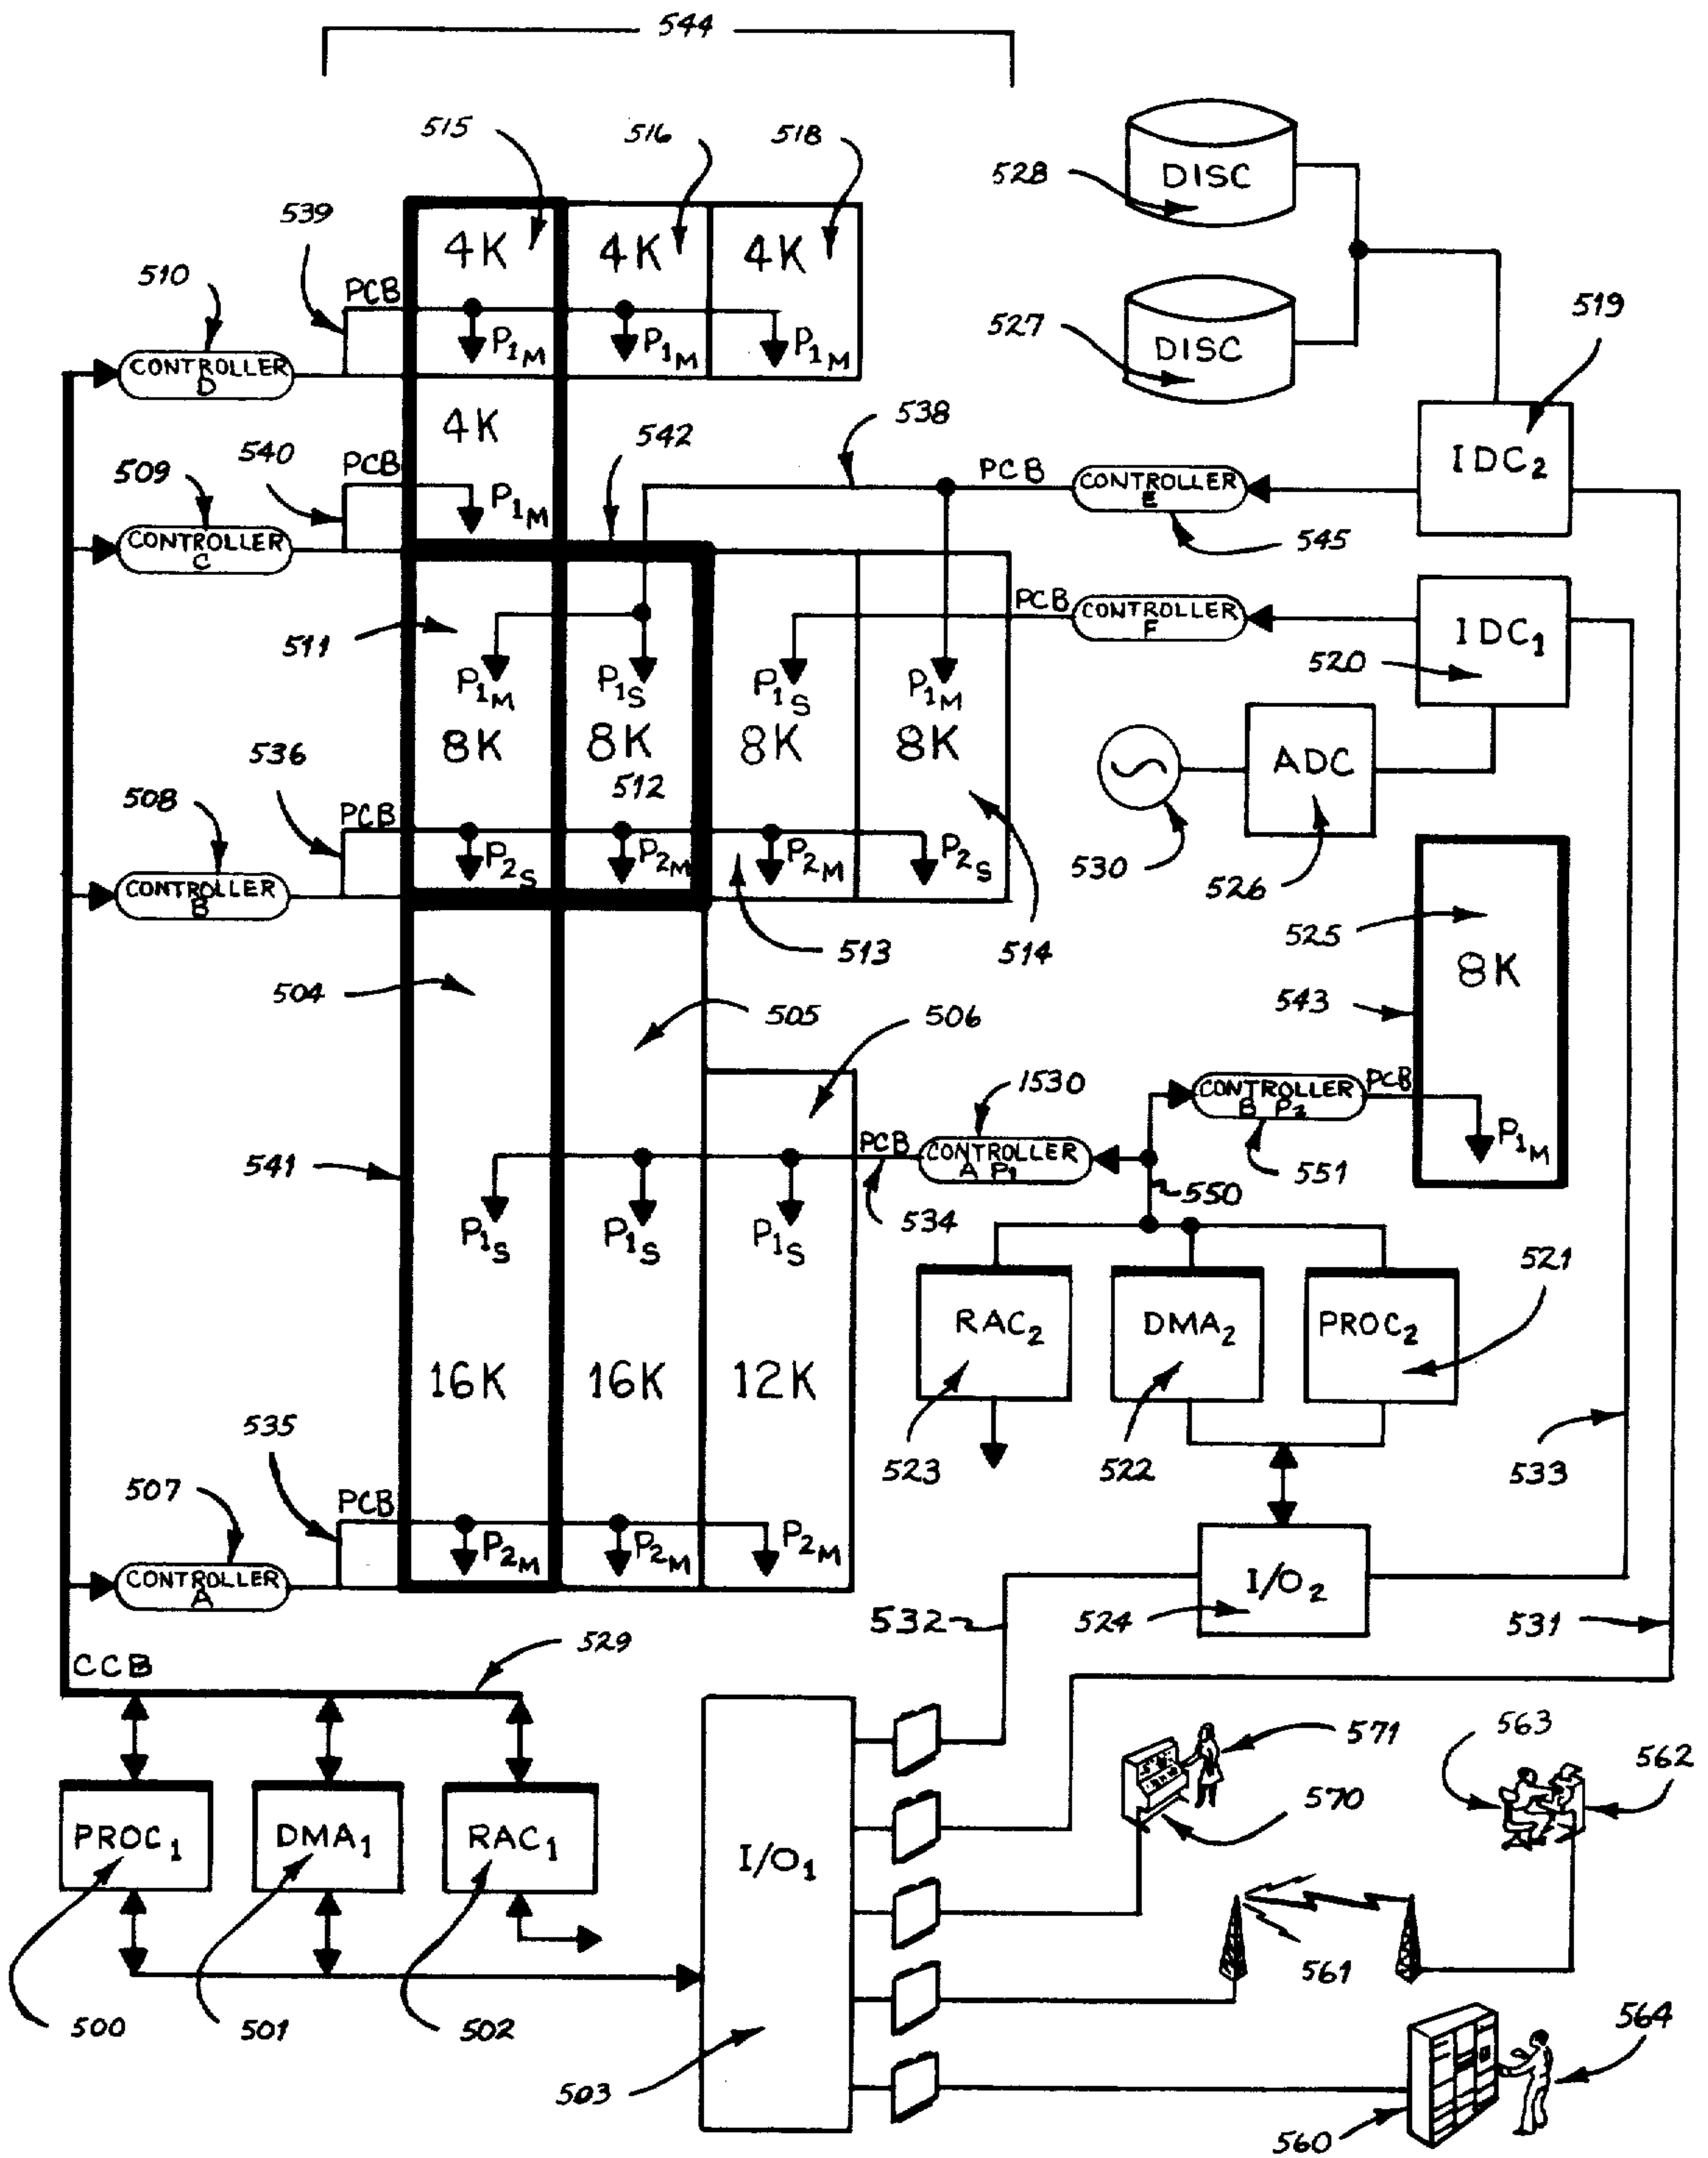 544
515 516 518
528 DISC
539
4K 4K 4K
510
PCB
519
527 DISC
P1M P1M P1M
CONTROLLER D
4K
538
542
540
509
PCB
PCB
CONTROLLER E
IDC2
P1M
545
CONTROLLER C
PCB
CONTROLLER F
IDC1
511
520
P1M P1S P1S P1M
8K 8K 8K 8K
ADC
536
512
508
PCB
530
526
P2S P2M P2M P2S
CONTROLLER B
525
513
514
8K
504
543
505
506
1530
CONTROLLER B P2
PCB
PCB
CONTROLLER A P1
P1M
541
551
550
534
P1S P1S P1S
521
RAC2 DMA2 PROC2
16K 16K 12K
535
523
522
533
507
PCB
P2M P2M P2M
CONTROLLER A
I/O2
532
524
531
529
CCB
571
563
562
570
PROC1 DMA1 RAC1
I/O1
561
500 501 502
564
503
560